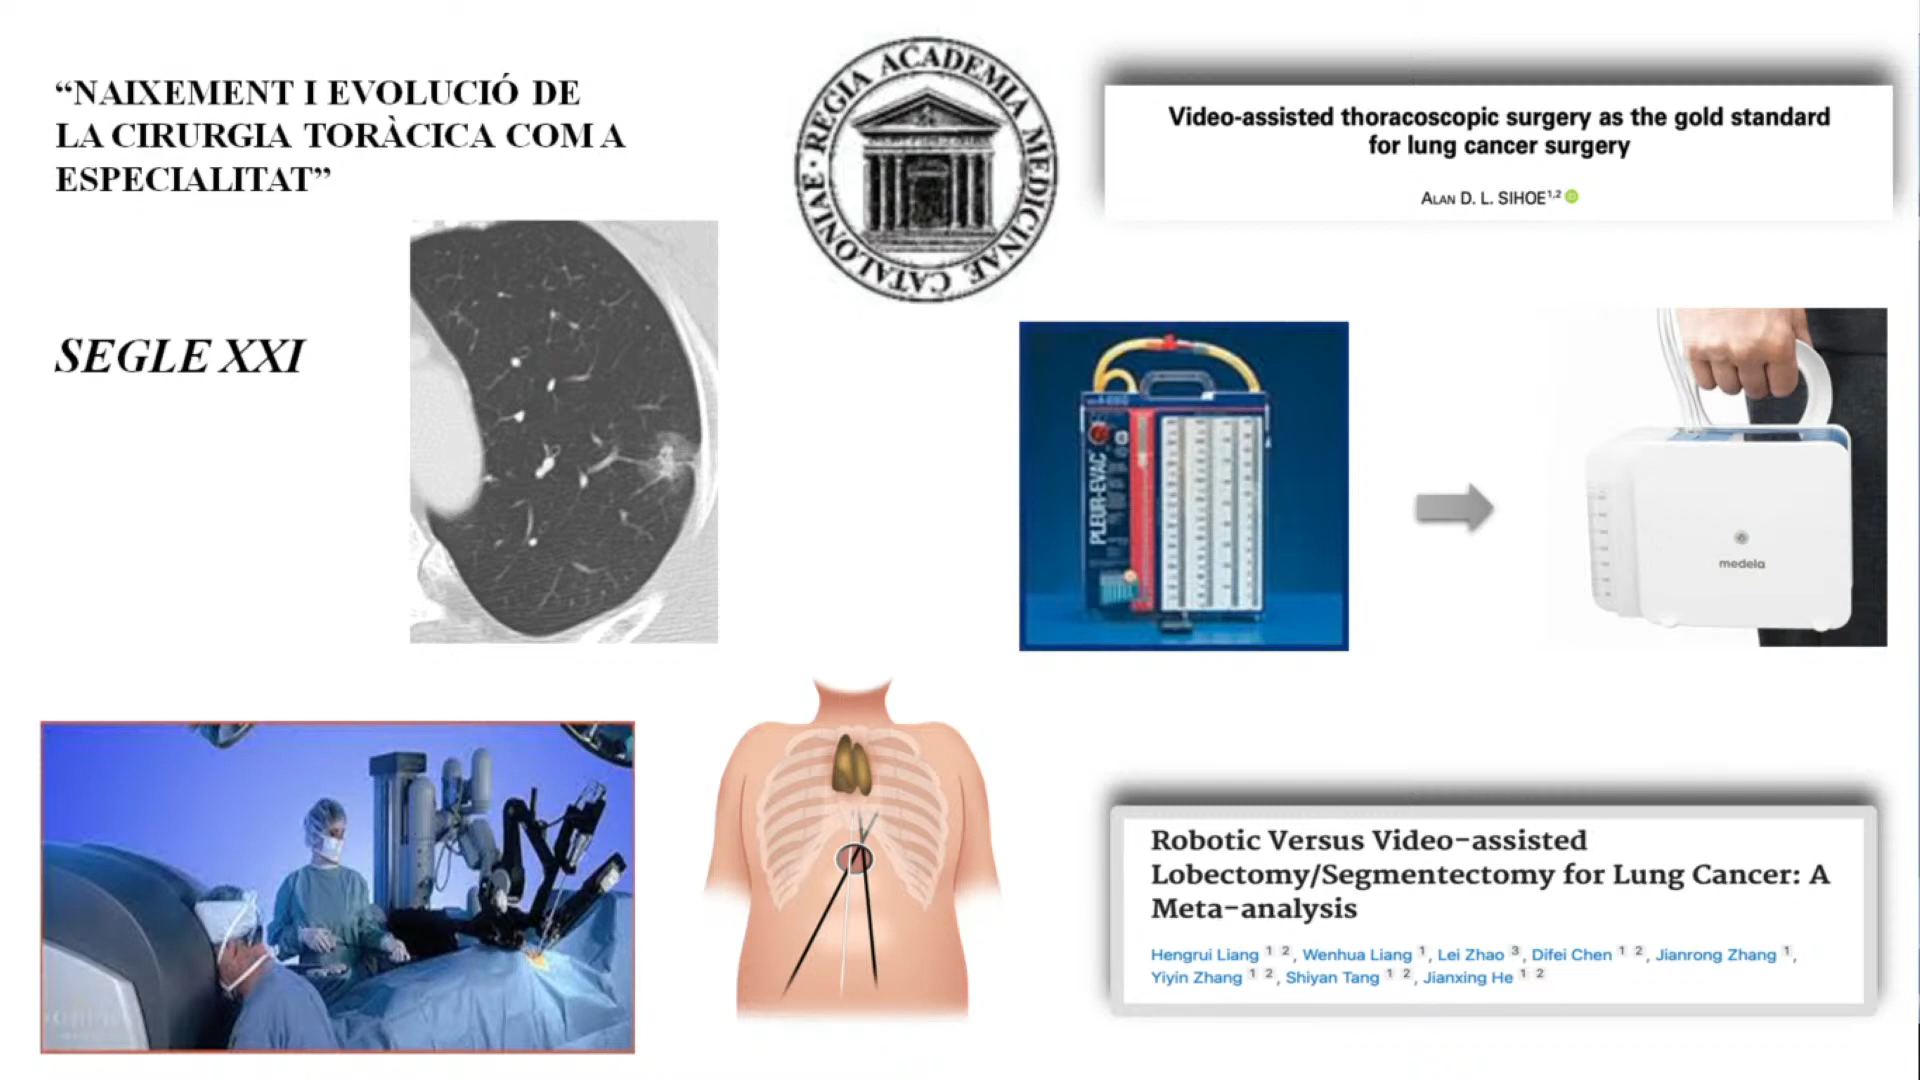 “NAIXEMENT I EVOLUCIÓ DE
LA CIRURGIA TORÀCICA COM A
ESPECIALITAT”
SEGLE XXI
REGIA ACADEMIA MEDICINAE CATALONIAE ·
Video-assisted thoracoscopic surgery as the gold standard
for lung cancer surgery
ALAN D. L. SIHOE1,2
PLEUR-EVAC
medela
Robotic Versus Video-assisted
Lobectomy/Segmentectomy for Lung Cancer: A
Meta-analysis
Hengrui Liang 1 2, Wenhua Liang 1, Lei Zhao 3, Difei Chen 1 2, Jianrong Zhang 1,
Yiyin Zhang 1 2, Shiyan Tang 1 2, Jianxing He 1 2